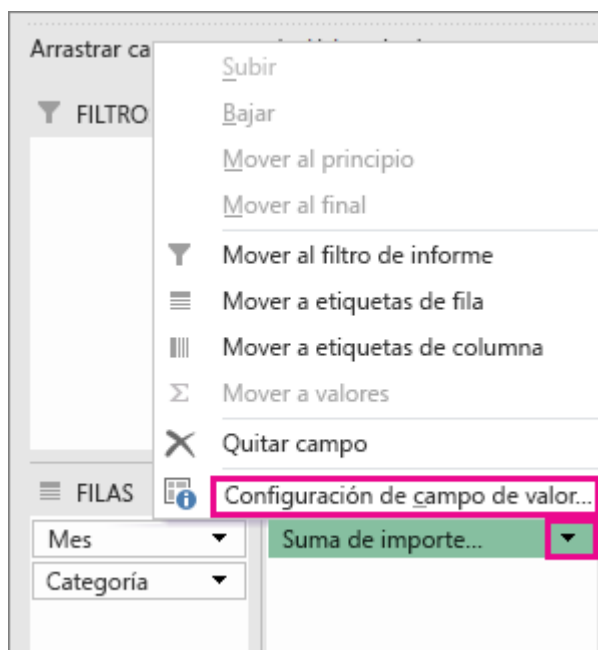 Arrastrar
Subir
FILTRO
Bajar
Mover al principio
Mover al final
Mover al filtro de informe
Mover a etiquetas de fila
Mover a etiquetas de columna
Mover a valores
Quitar campo
FILAS
Configuración de campo de valor...
Mes
Suma de importe...
Categoría